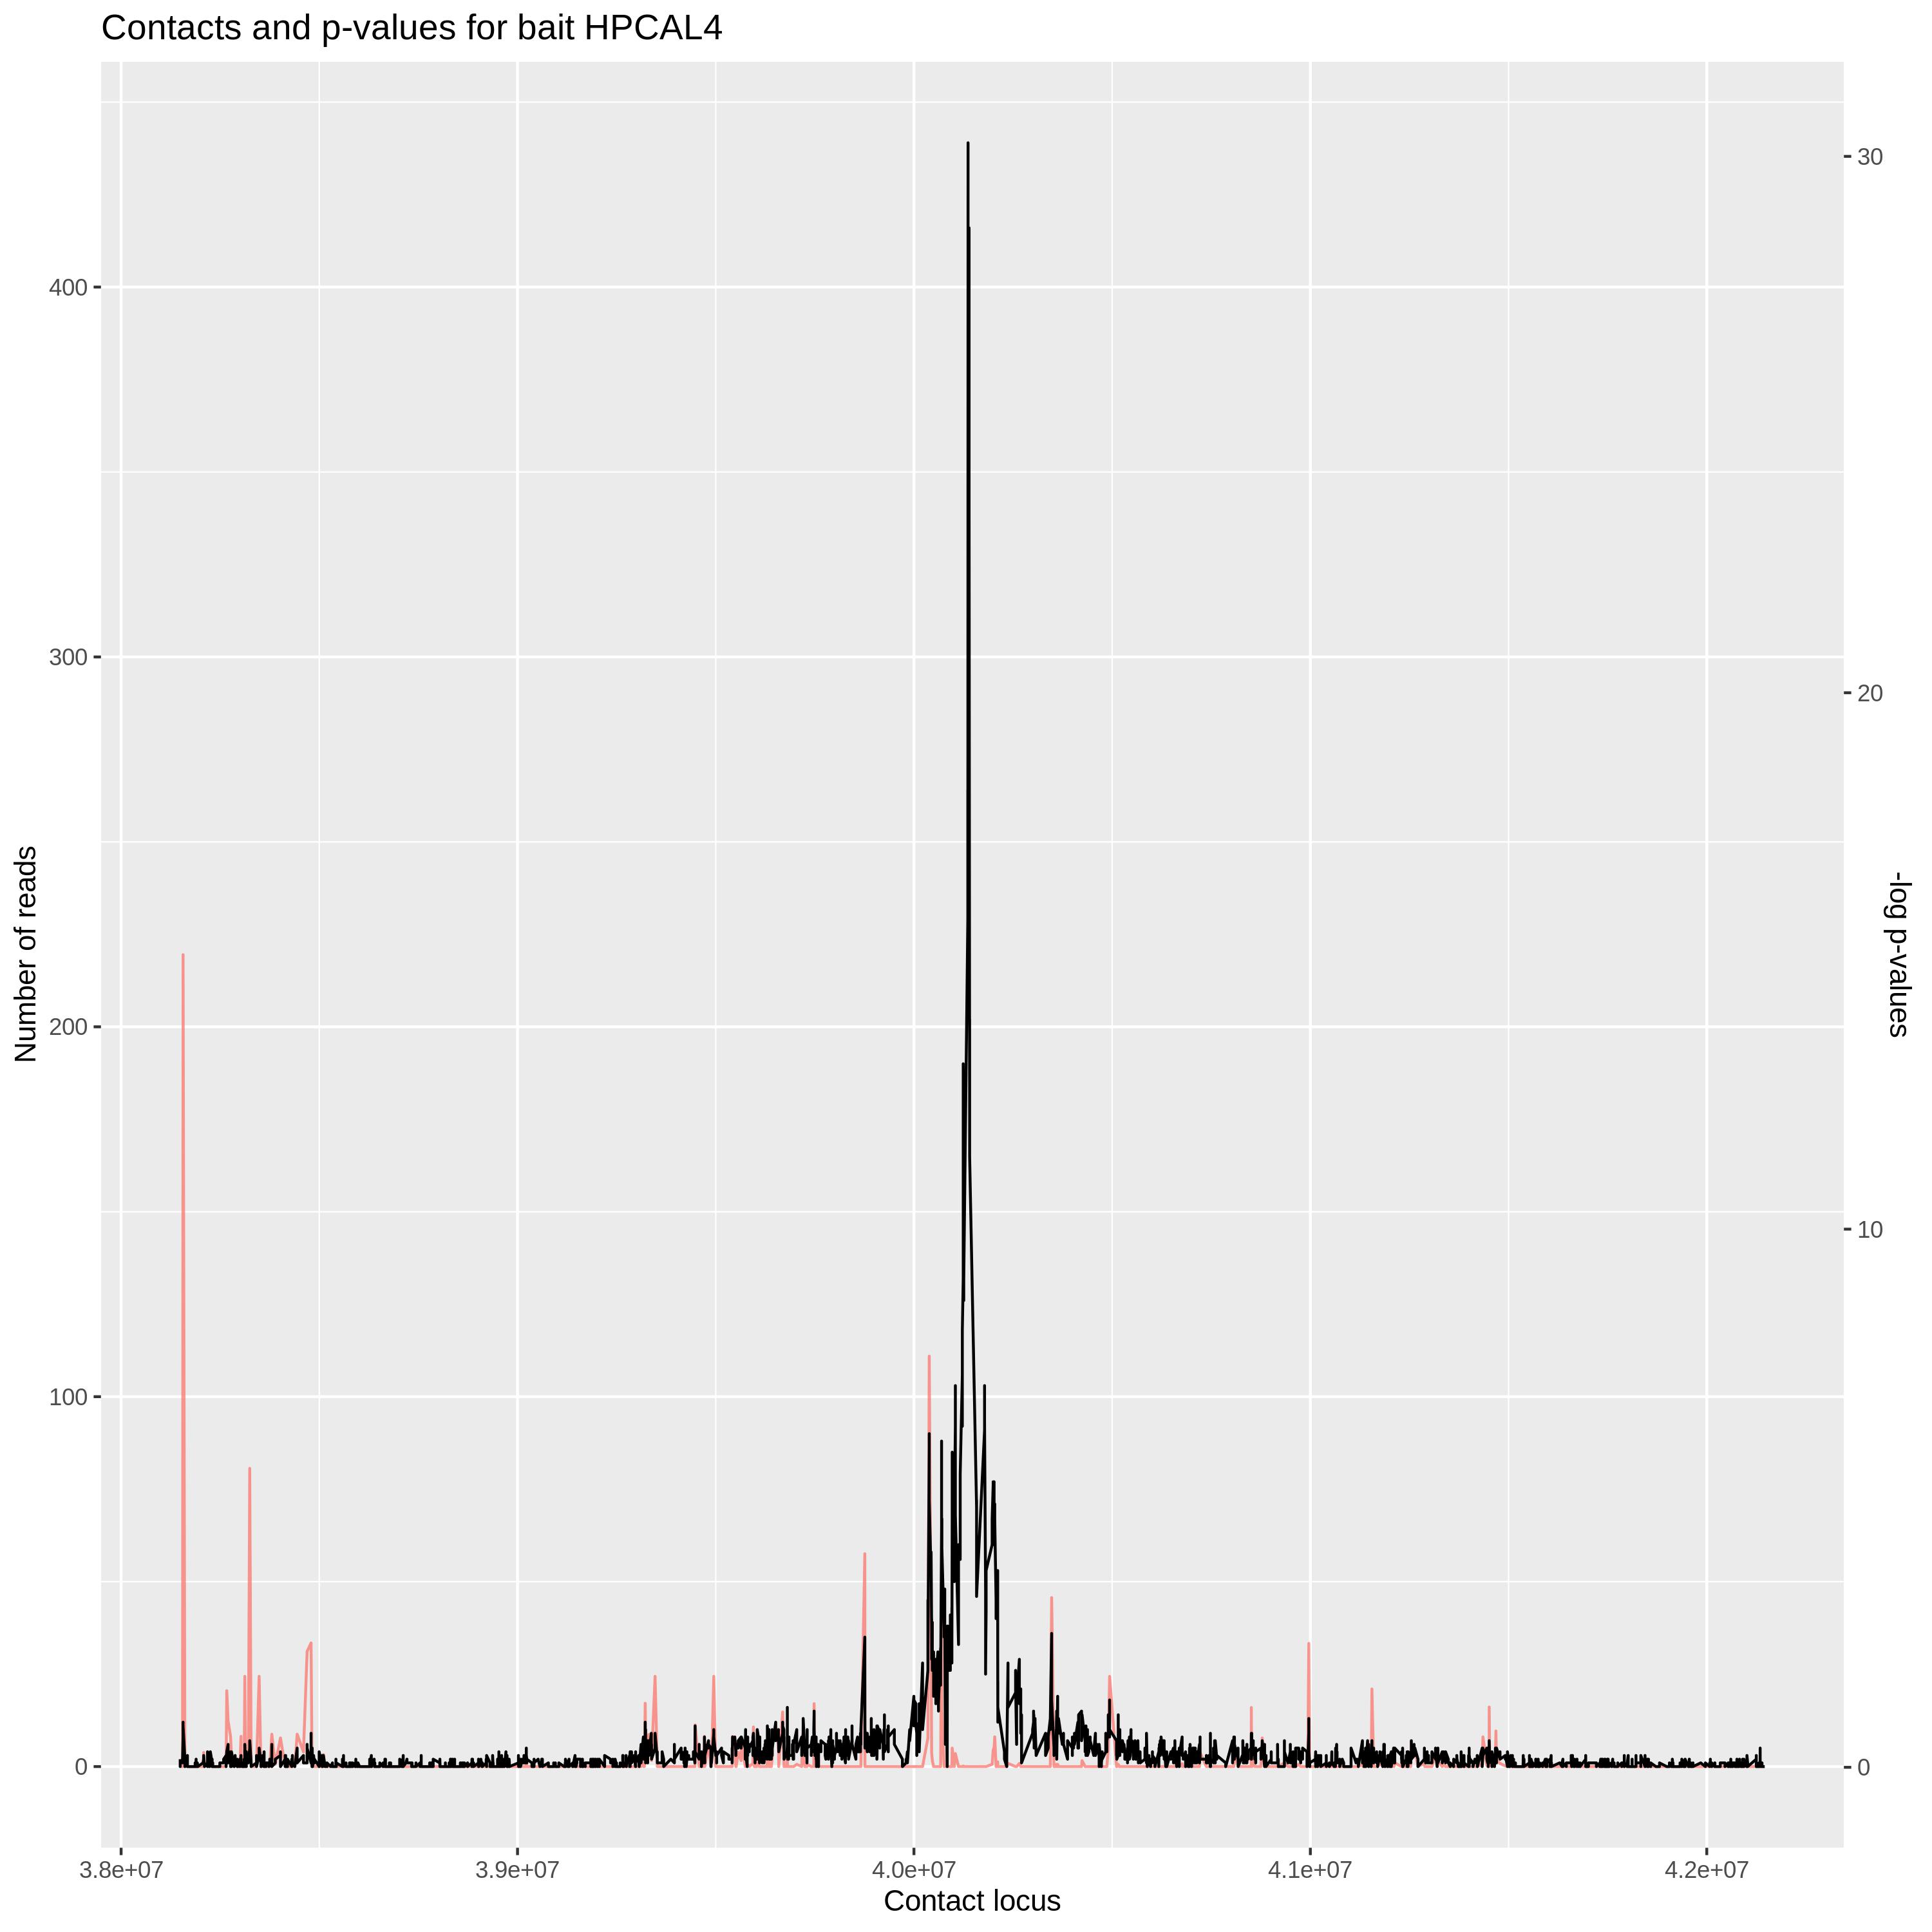 Contacts and p-values for bait HPCAL4
Number of reads
400
300
200
100
0
30
20
10
0
-log p-values
3.8e+07
3.9e+07
4.0e+07
4.1e+07
4.2e+07
Contact locus